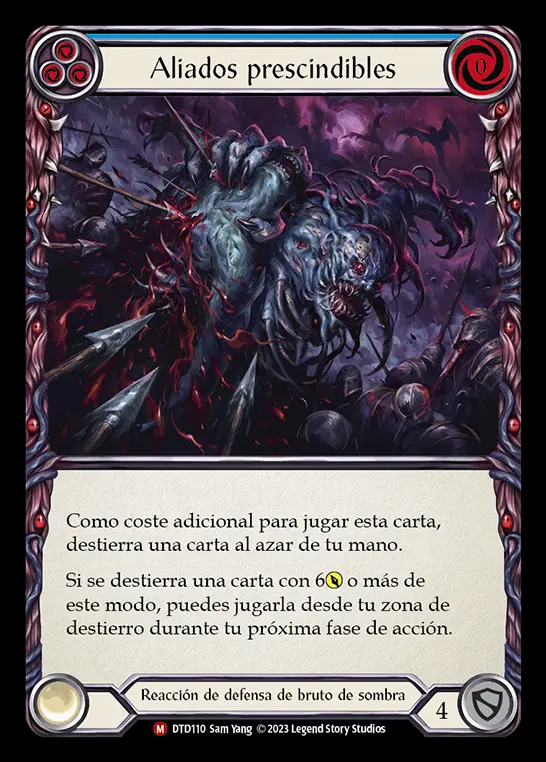 Aliados prescindibles
0
Como coste adicional para jugar esta carta,
destierra una carta al azar de tu mano.
Si se destierra una carta con 6 o más de
este modo, puedes jugarla desde tu zona de
destierro durante tu próxima fase de acción.
Reacción de defensa de bruto de sombra
4
M DTD110 Sam Yang © 2023 Legend Story Studios